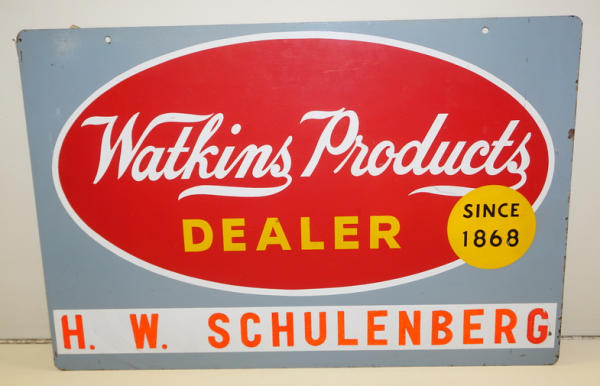 Watkins Products
DEALER
SINCE
1868
H. W. SCHULENBERG